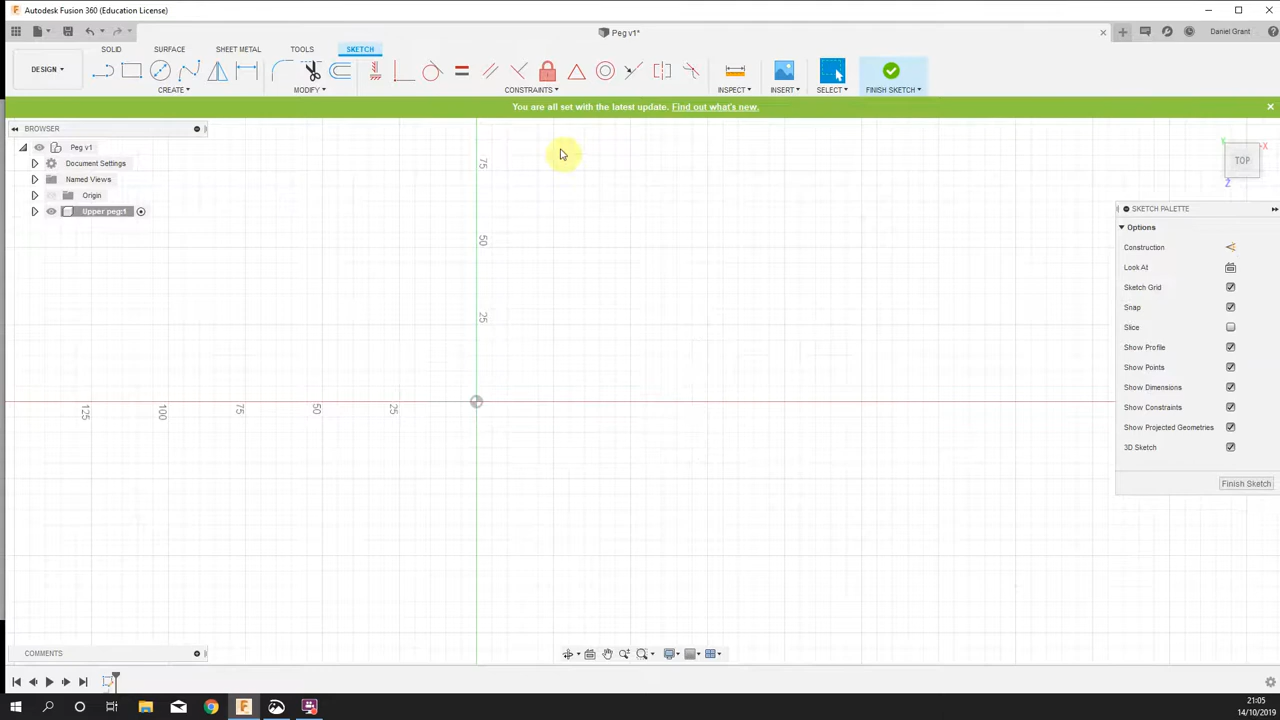 Autodesk Fusion 360 (Education License)
Peg v1*
Daniel Grant
SOLID SURFACE SHEET METAL TOOLS SKETCH
DESIGN
CREATE MODIFY CONSTRAINTS INSPECT INSERT SELECT FINISH SKETCH
You are all set with the latest update. Find out what's new.
BROWSER
Peg v1
Document Settings
Named Views
Origin
Upper peg:1
75
50
25
125 100 75 50 25
TOP
X
Z
SKETCH PALETTE
Options
Construction
Look At
Sketch Grid
Snap
Slice
Show Profile
Show Points
Show Dimensions
Show Constraints
Show Projected Geometries
3D Sketch
Finish Sketch
COMMENTS
21:05
14/10/2019